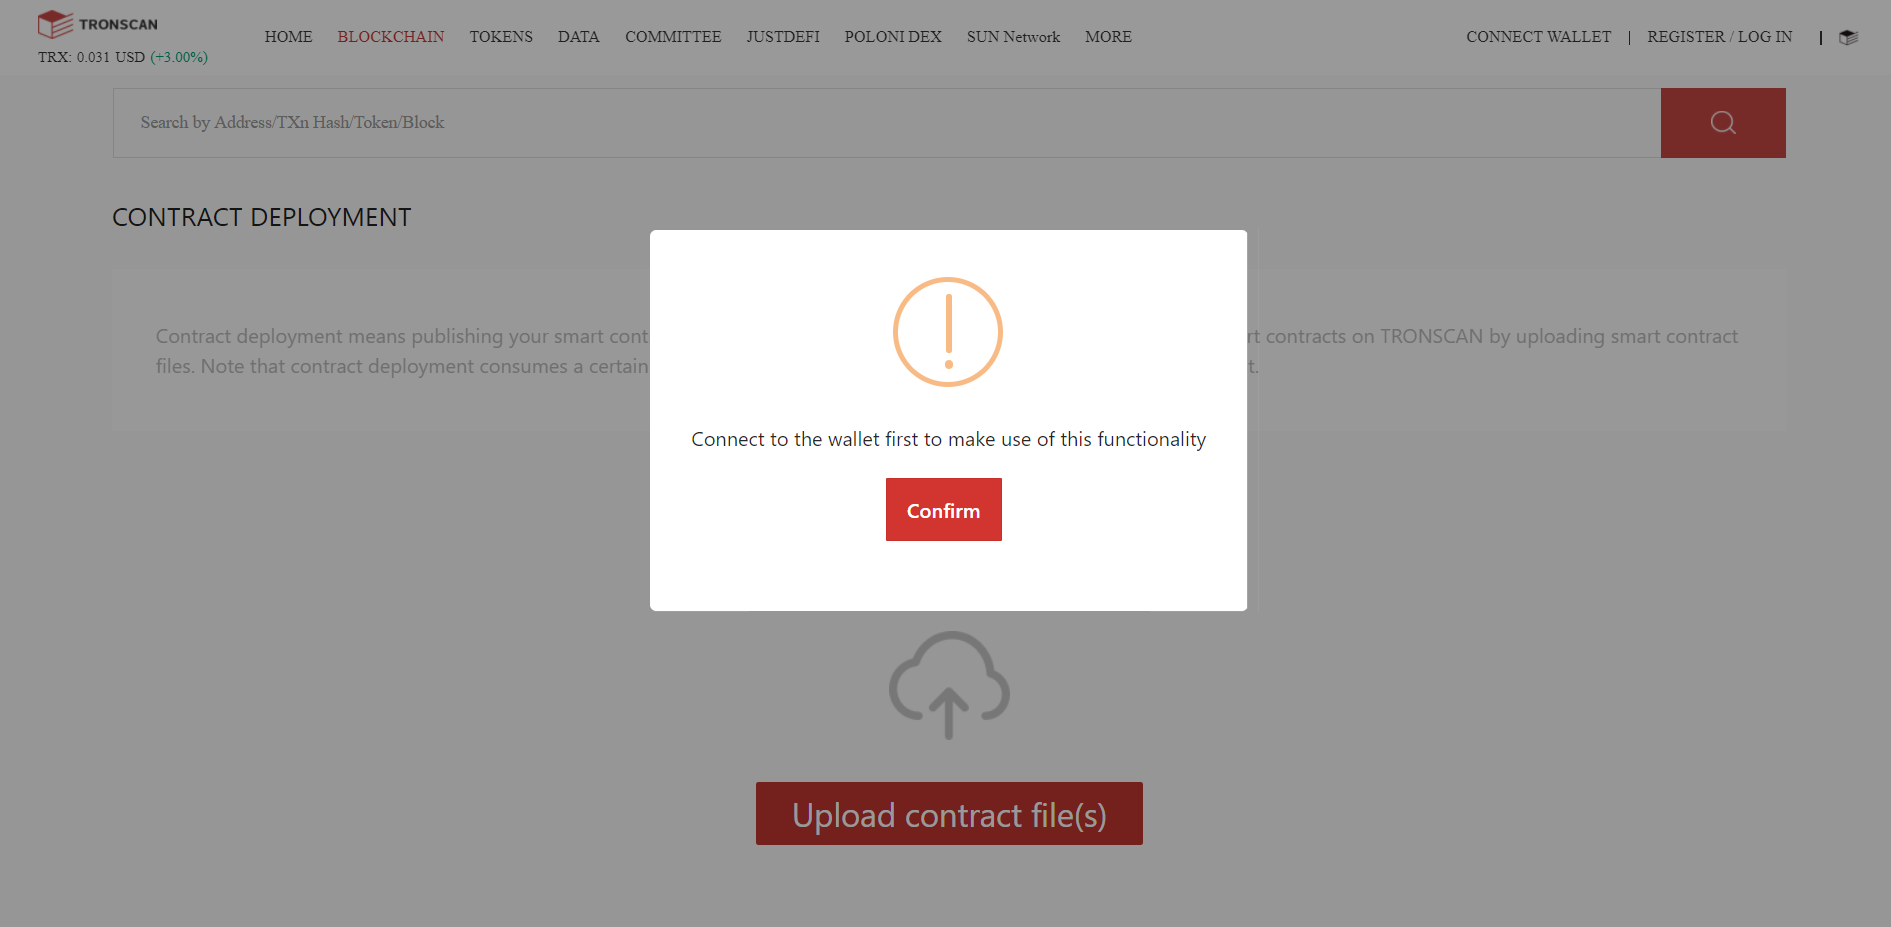 TRONSCAN
TRX: 0.031 USD (+3.00%)
HOME BLOCKCHAIN TOKENS DATA COMMITTEE JUSTDEFI POLONI DEX SUN Network MORE
CONNECT WALLET | REGISTER / LOG IN |
Search by Address/TXn Hash/Token/Block
CONTRACT DEPLOYMENT
Contract deployment means publishing your smart cont rt contracts on TRONSCAN by uploading smart contract
files. Note that contract deployment consumes a certain t.
Connect to the wallet first to make use of this functionality
Confirm
Upload contract file(s)